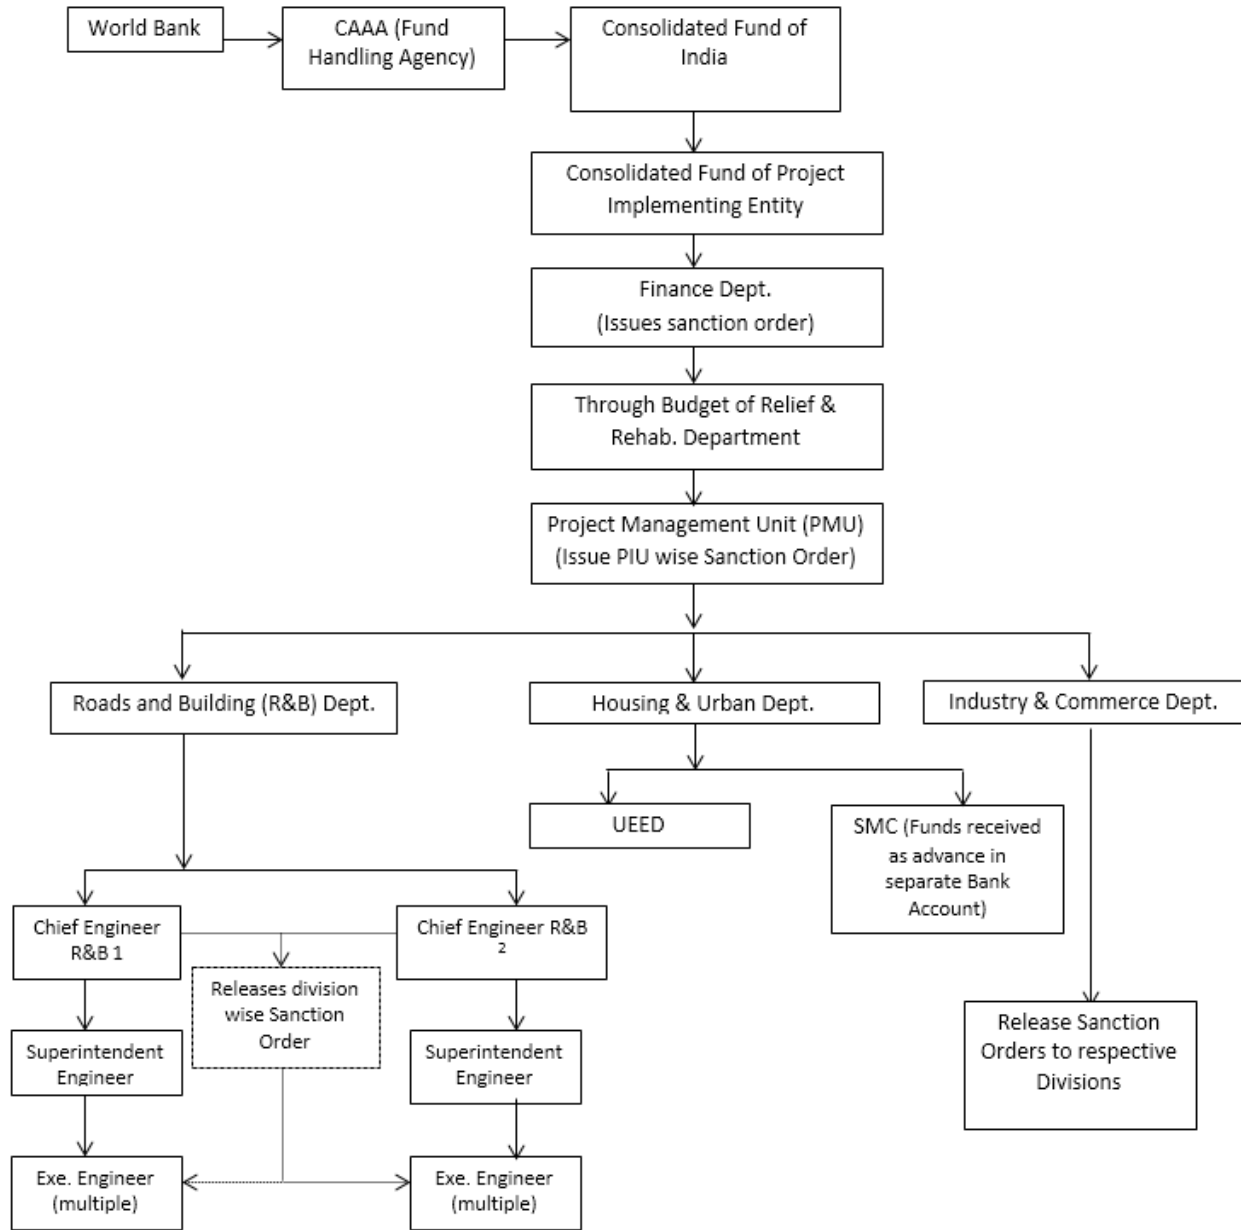 World Bank
CAAA (Fund
Handling Agency)
Consolidated Fund of
India
Consolidated Fund of Project
Implementing Entity
Finance Dept.
(Issues sanction order)
Through Budget of Relief &
Rehab. Department
Project Management Unit (PMU)
(Issue PIU wise Sanction Order)
Roads and Building (R&B) Dept.
Housing & Urban Dept.
Industry & Commerce Dept.
UEED
SMC (Funds received
as advance in
separate Bank
Account)
Chief Engineer
R&B 1
Chief Engineer R&B
2
Releases division
wise Sanction
Order
Superintendent
Engineer
Superintendent
Engineer
Release Sanction
Orders to respective
Divisions
Exe. Engineer
(multiple)
Exe. Engineer
(multiple)